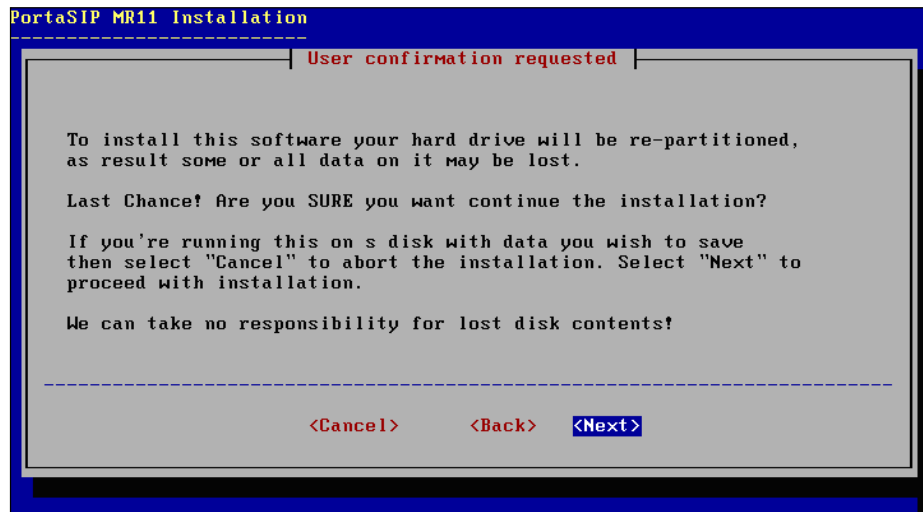 PortaSIP MR11 Installation
User confirmation requested
To install this software your hard drive will be re-partitioned,
as result some or all data on it may be lost.
Last Chance! Are you SURE you want continue the installation?
If you're running this on s disk with data you wish to save
then select "Cancel" to abort the installation. Select "Next" to
proceed with installation.
We can take no responsibility for lost disk contents!
<Cancel> <Back> <Next>